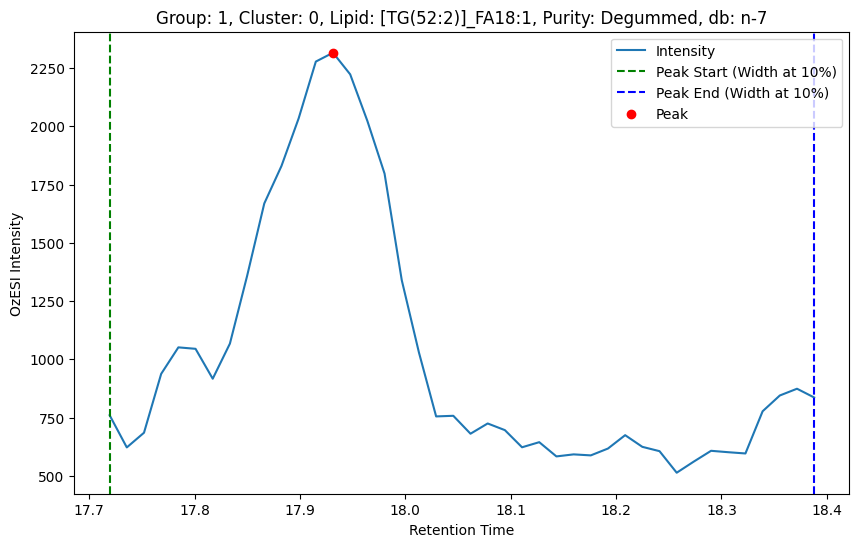 Group: 1, Cluster: 0, Lipid: [TG(52:2)]_FA18:1, Purity: Degummed, db: n-7
Intensity
Peak Start (Width at 10%)
Peak End (Width at 10%)
Peak
OzESI Intensity
2250
2000
1750
1500
1250
1000
750
500
17.7 17.8 17.9 18.0 18.1 18.2 18.3 18.4
Retention Time